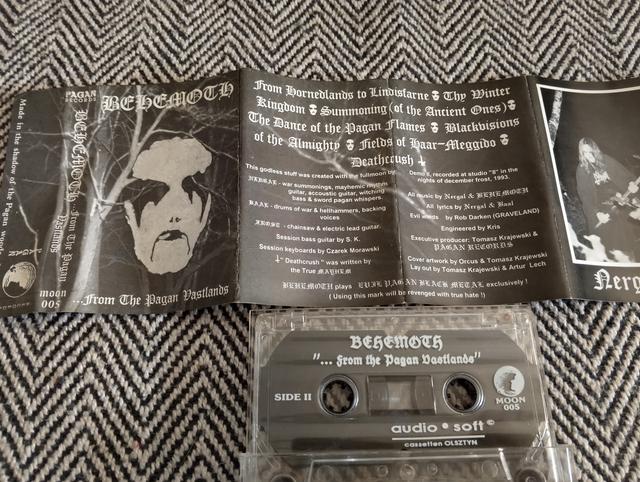 Made in the shadow of the Pagan woods
PAGAN
RECORDS
BEHEMOTH
BEHEMOTH ...From The Pagan
Vastlands
moon
005
...From The Pagan Vastlands
From Hornedlands to Lindisfarne
Thy Winter
Kingdom
Summoning (of the Ancient Ones)
The Dance of the Pagan Flames
Blackvisions
of the Almighty
Fields of Haar-Meggido
Deathcrush
This godless stuff was created with the fullmoon by
NERGAL - war summonings, mayhemic rhythm
guitar, accoustic guitar, witching
bass & sword pagan whispers.
BAAL - drums of war & hellhammers, backing
voices
FROST - chainsaw & electric lead guitar.
Session bass guitar by S. K.
Session keyboards by Czarek Morawski
" Deathcrush " was written by
the True MAYHEM
Demo II, recorded at studio "R" in the
nights of december frost, 1993.
All music by Nergal & BEHEMOTH
All lyrics by Nergal & Baal
Evil words by Rob Darken (GRAVELAND)
Engineered by Kris
Executive producer: Tomasz Krajewski
PAGAN RECORDS
Cover artwork by Orcus & Tomasz Krajewski
Lay out by Tomasz Krajewski & Artur Lech
BEHEMOTH plays EVIL PAGAN BLACK METAL exclusively !
( Using this mark will be revenged with true hate !)
Nerg
BEHEMOTH
"... From the Pagan Vastlands"
SIDE II
MOON
005
audio • soft©
cassetten OLSZTYN